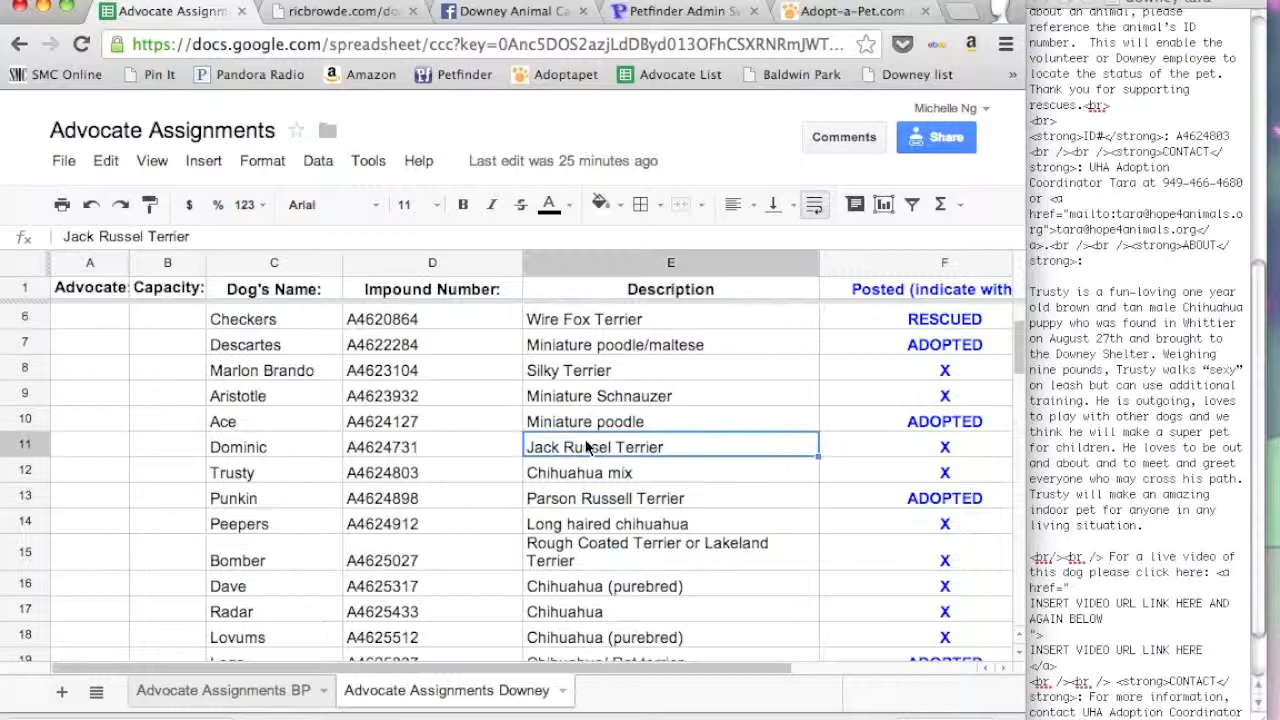 Advocate Assignm
ricbrowde.com/do
Downey Animal Ca
Petfinder Admin S
Adopt-a-Pet.com
https://docs.google.com/spreadsheet/ccc?key=0Anc5DOS2azjLdDByd013OFhCSXRNRmJWT...
SMC Online
Pin It
Pandora Radio
Amazon
Petfinder
Adoptapet
Advocate List
Baldwin Park
Downey list
»
Michelle Ng
Advocate Assignments
Comments
Share
File Edit View Insert Format Data Tools Help Last edit was 25 minutes ago
$ % 123 Arial 11 B I S A Σ
fx Jack Russel Terrier
A B C D E F
1 Advocate: Capacity: Dog's Name: Impound Number: Description Posted (indicate with
6 Checkers A4620864 Wire Fox Terrier RESCUED
7 Descartes A4622284 Miniature poodle/maltese ADOPTED
8 Marlon Brando A4623104 Silky Terrier X
9 Aristotle A4623932 Miniature Schnauzer X
10 Ace A4624127 Miniature poodle ADOPTED
11 Dominic A4624731 Jack Russel Terrier X
12 Trusty A4624803 Chihuahua mix X
13 Punkin A4624898 Parson Russell Terrier ADOPTED
14 Peepers A4624912 Long haired chihuahua X
15 Bomber A4625027 Rough Coated Terrier or Lakeland
Terrier X
16 Dave A4625317 Chihuahua (purebred) X
17 Radar A4625433 Chihuahua X
18 Lovums A4625512 Chihuahua (purebred) X
19 ADOPTED
Advocate Assignments BP
Advocate Assignments Downey
about an animal, please
reference the animal's ID
number. This will enable the
volunteer or Downey employee to
locate the status of the pet.
Thank you for supporting
rescues.<br>
<br>
<strong>ID#</strong>: A4624803
<br /><br /><strong>CONTACT</
strong>: UHA Adoption
Coordinator Tara at 949-466-4680
or <a
href="mailto:tara@hope4animals.o
rg">tara@hope4animals.org</
a>.<br /><br /><strong>ABOUT</
strong>:
Trusty is a fun-loving one year
old brown and tan male Chihuahua
puppy who was found in Whittier
on August 27th and brought to
the Downey Shelter. Weighing
nine pounds, Trusty walks “sexy”
on leash but can use additional
training. He is outgoing, loves
to play with other dogs and we
think he will make a super pet
for children. He loves to be out
and about and to meet and greet
everyone who may cross his path.
Trusty will make an amazing
indoor pet for anyone in any
living situation.
<br/><br /> For a live video of
this dog please click here: <a
href="
INSERT VIDEO URL LINK HERE AND
AGAIN BELOW
">
INSERT VIDEO URL LINK HERE
</a>
<br /><br /> <strong>CONTACT</
strong>: For more information,
contact UHA Adoption Coordinator